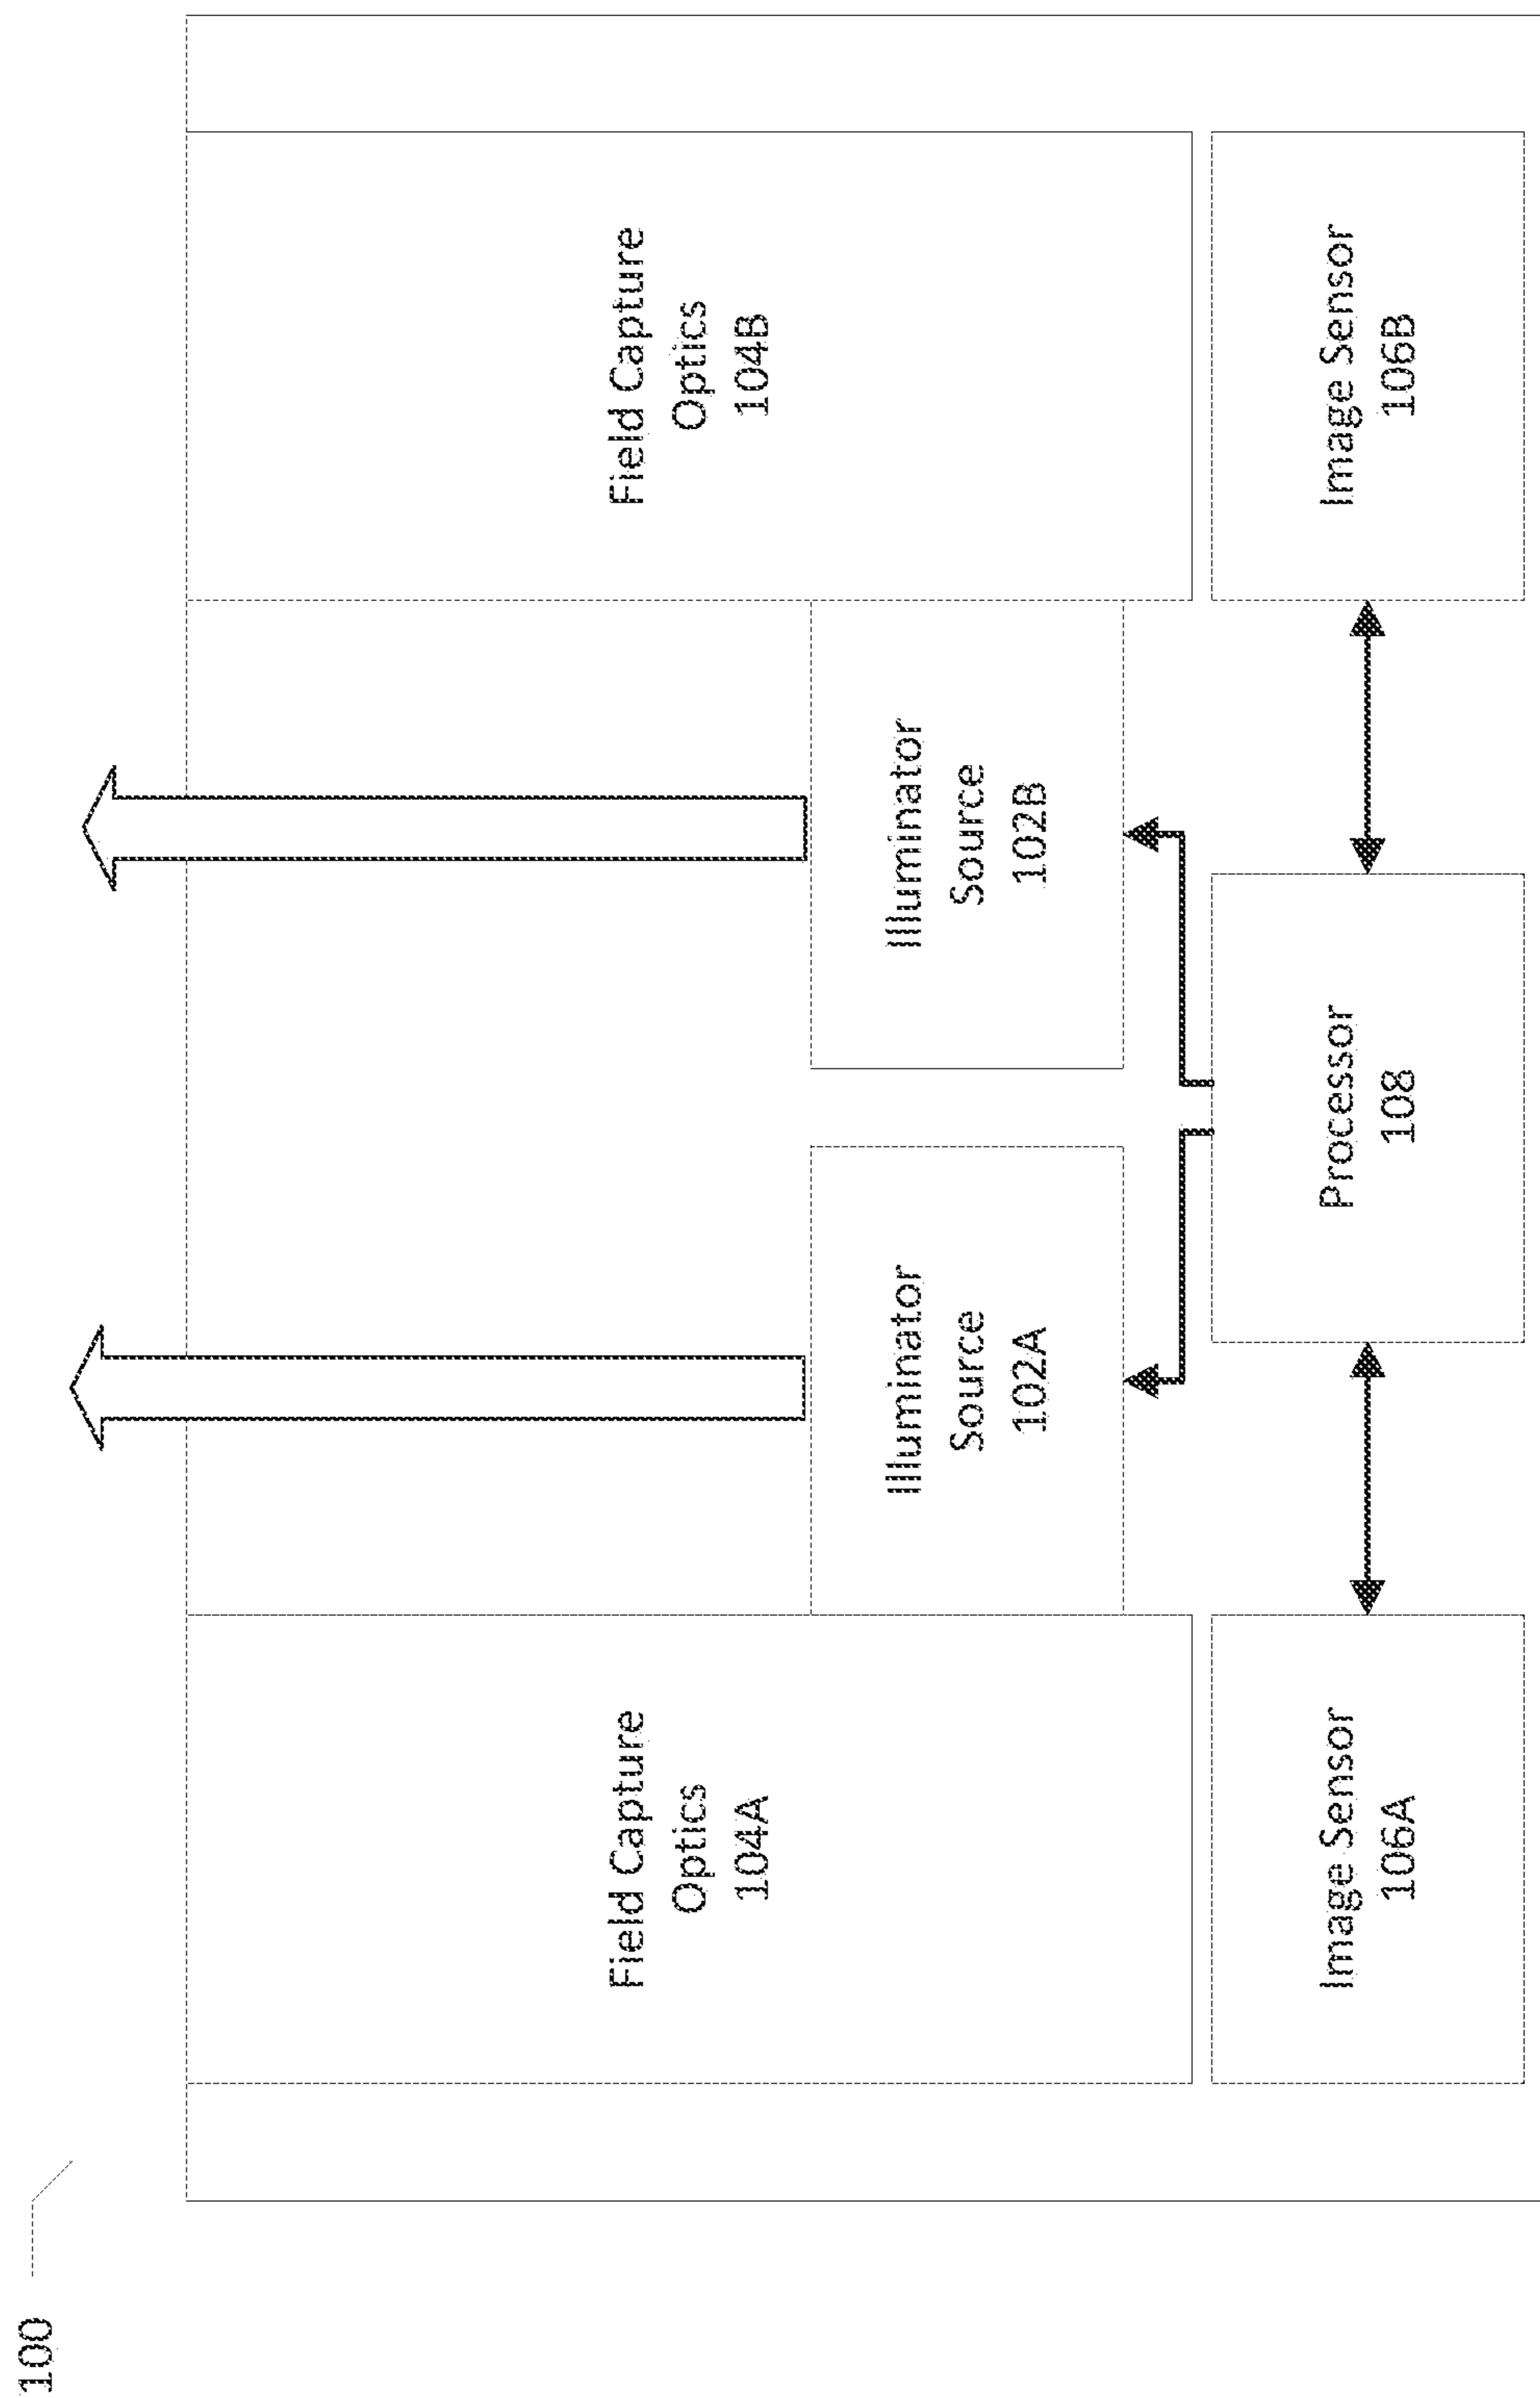 100
Field Capture
Optics
104A
Illuminator
Source
102A
Illuminator
Source
102B
Field Capture
Optics
104B
Image Sensor
106A
Processor
108
Image Sensor
106B